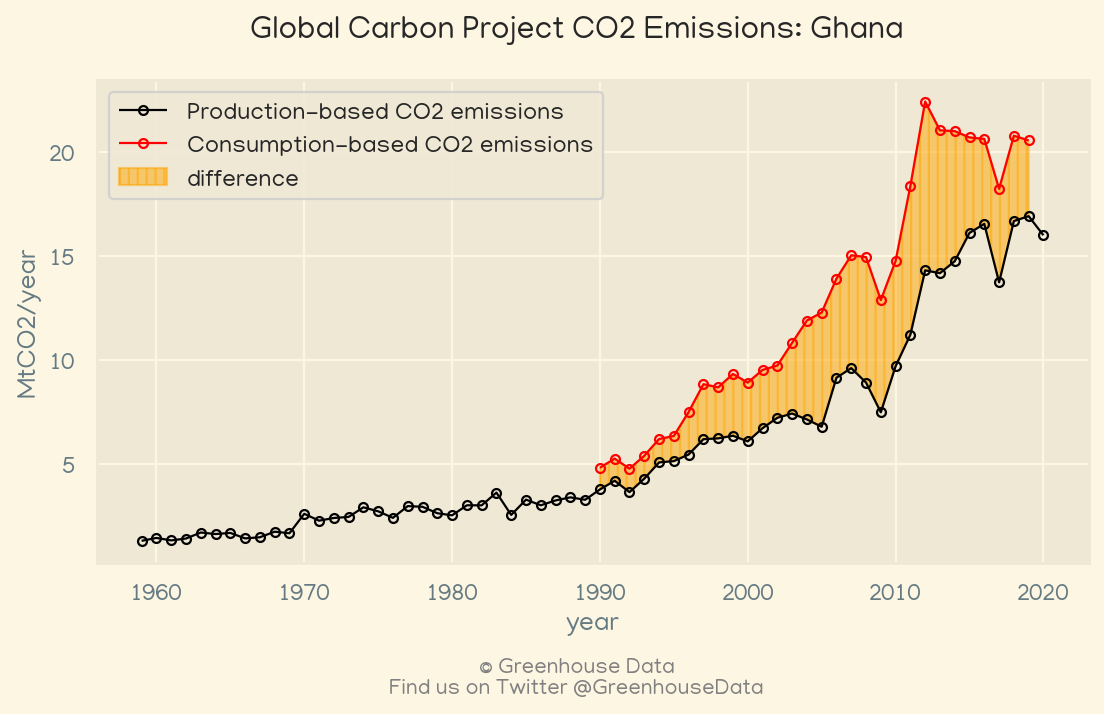 Global Carbon Project CO2 Emissions: Ghana
Production-based CO2 emissions
Consumption-based CO2 emissions
difference
MtCO2/year
20
15
10
5
1960 1970 1980 1990 2000 2010 2020
year
© Greenhouse Data
Find us on Twitter @GreenhouseData